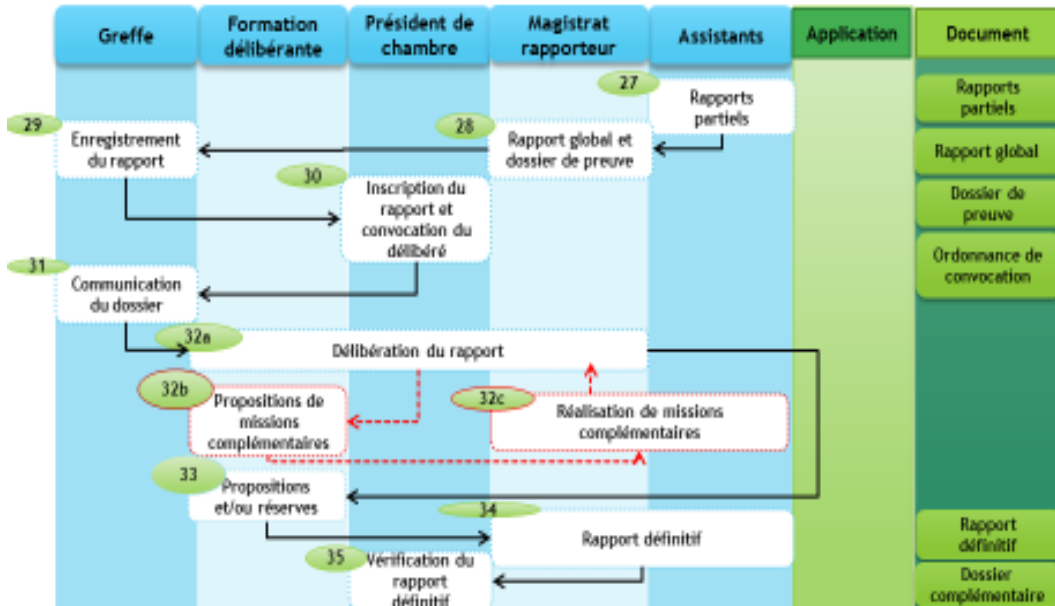 Greffe
Formation
délibérante
Président de
chambre
Magistrat
rapporteur
Assistants
Application
Document
27
Rapports
partiels
Rapports
partiels
29
Enregistrement
du rapport
28
Rapport global et
dossier de preuve
Rapport global
30
Inscription du
rapport et
convocation du
délibéré
Dossier de
preuve
31
Communication
du dossier
Ordonnance de
convocation
32a
Délibération du rapport
32b
Propositions de
missions
complémentaires
32c
Réalisation de missions
complémentaires
33
Propositions
et/ou réserves
34
Rapport définitif
Rapport
définitif
35
Vérification du
rapport
définitif
Dossier
complémentaire